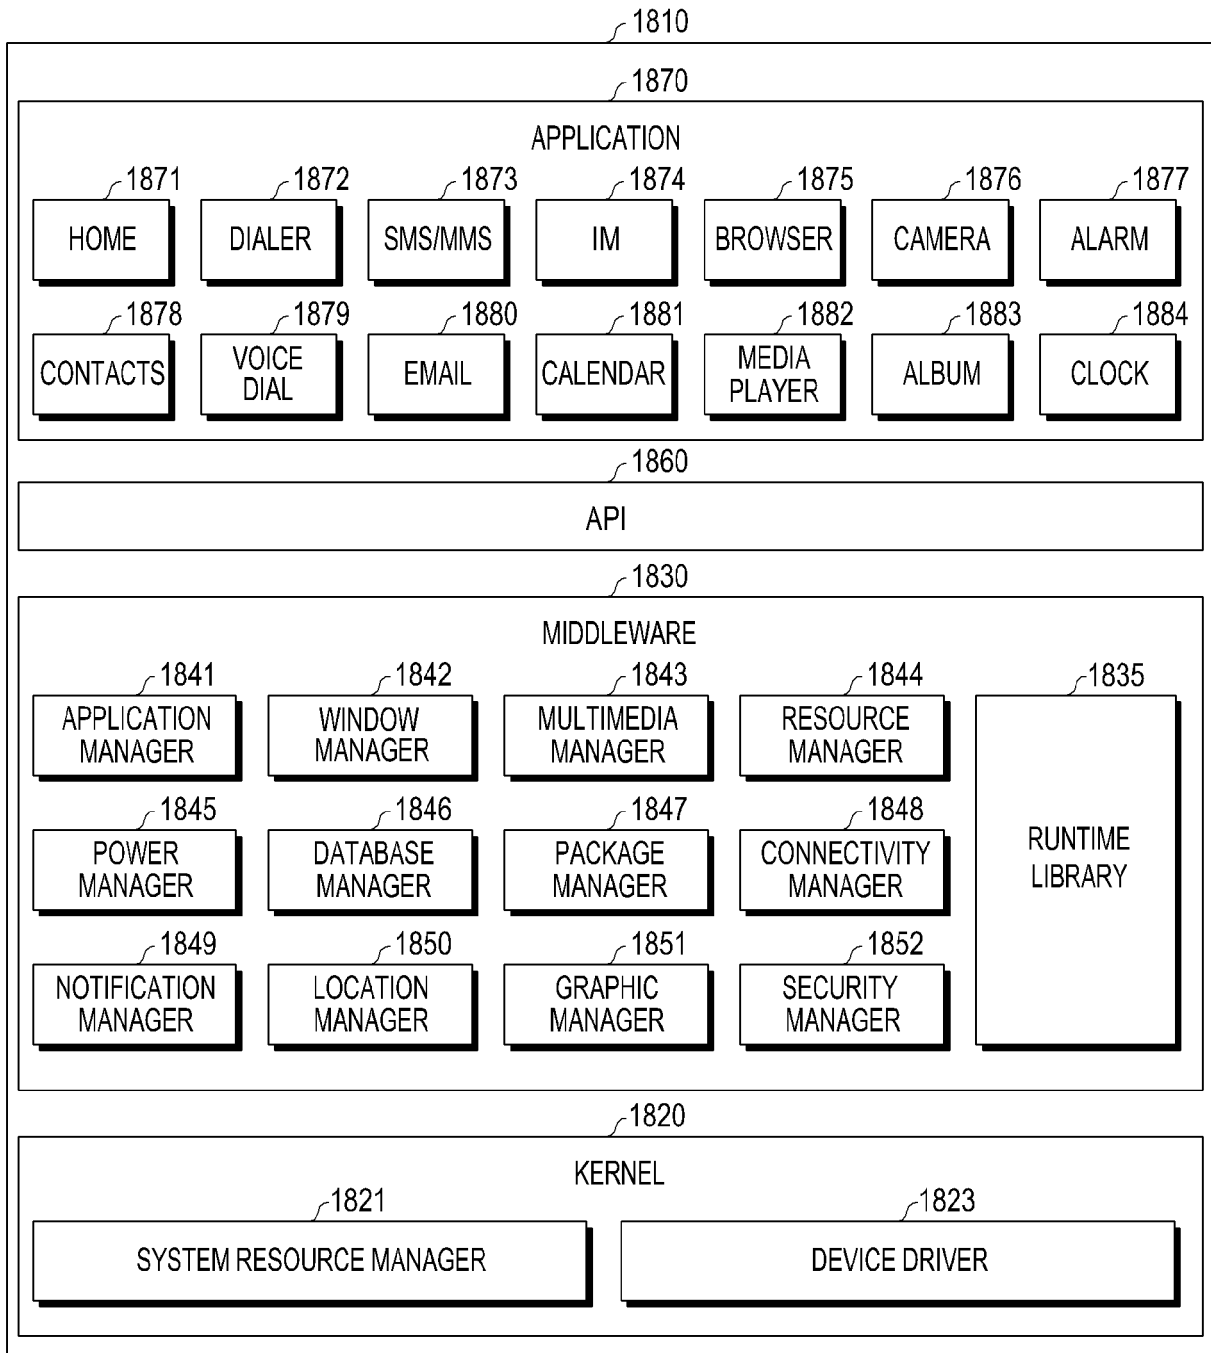 1810
1870
APPLICATION
1871 1872 1873 1874 1875 1876 1877
HOME DIALER SMS/MMS IM BROWSER CAMERA ALARM
1878 1879 1880 1881 1882 1883 1884
CONTACTS VOICE DIAL EMAIL CALENDAR MEDIA PLAYER ALBUM CLOCK
1860
API
1830
MIDDLEWARE
1841 1842 1843 1844 1835
APPLICATION MANAGER WINDOW MANAGER MULTIMEDIA MANAGER RESOURCE MANAGER
1845 1846 1847 1848
POWER MANAGER DATABASE MANAGER PACKAGE MANAGER CONNECTIVITY MANAGER RUNTIME LIBRARY
1849 1850 1851 1852
NOTIFICATION MANAGER LOCATION MANAGER GRAPHIC MANAGER SECURITY MANAGER
1820
KERNEL
1821 1823
SYSTEM RESOURCE MANAGER DEVICE DRIVER